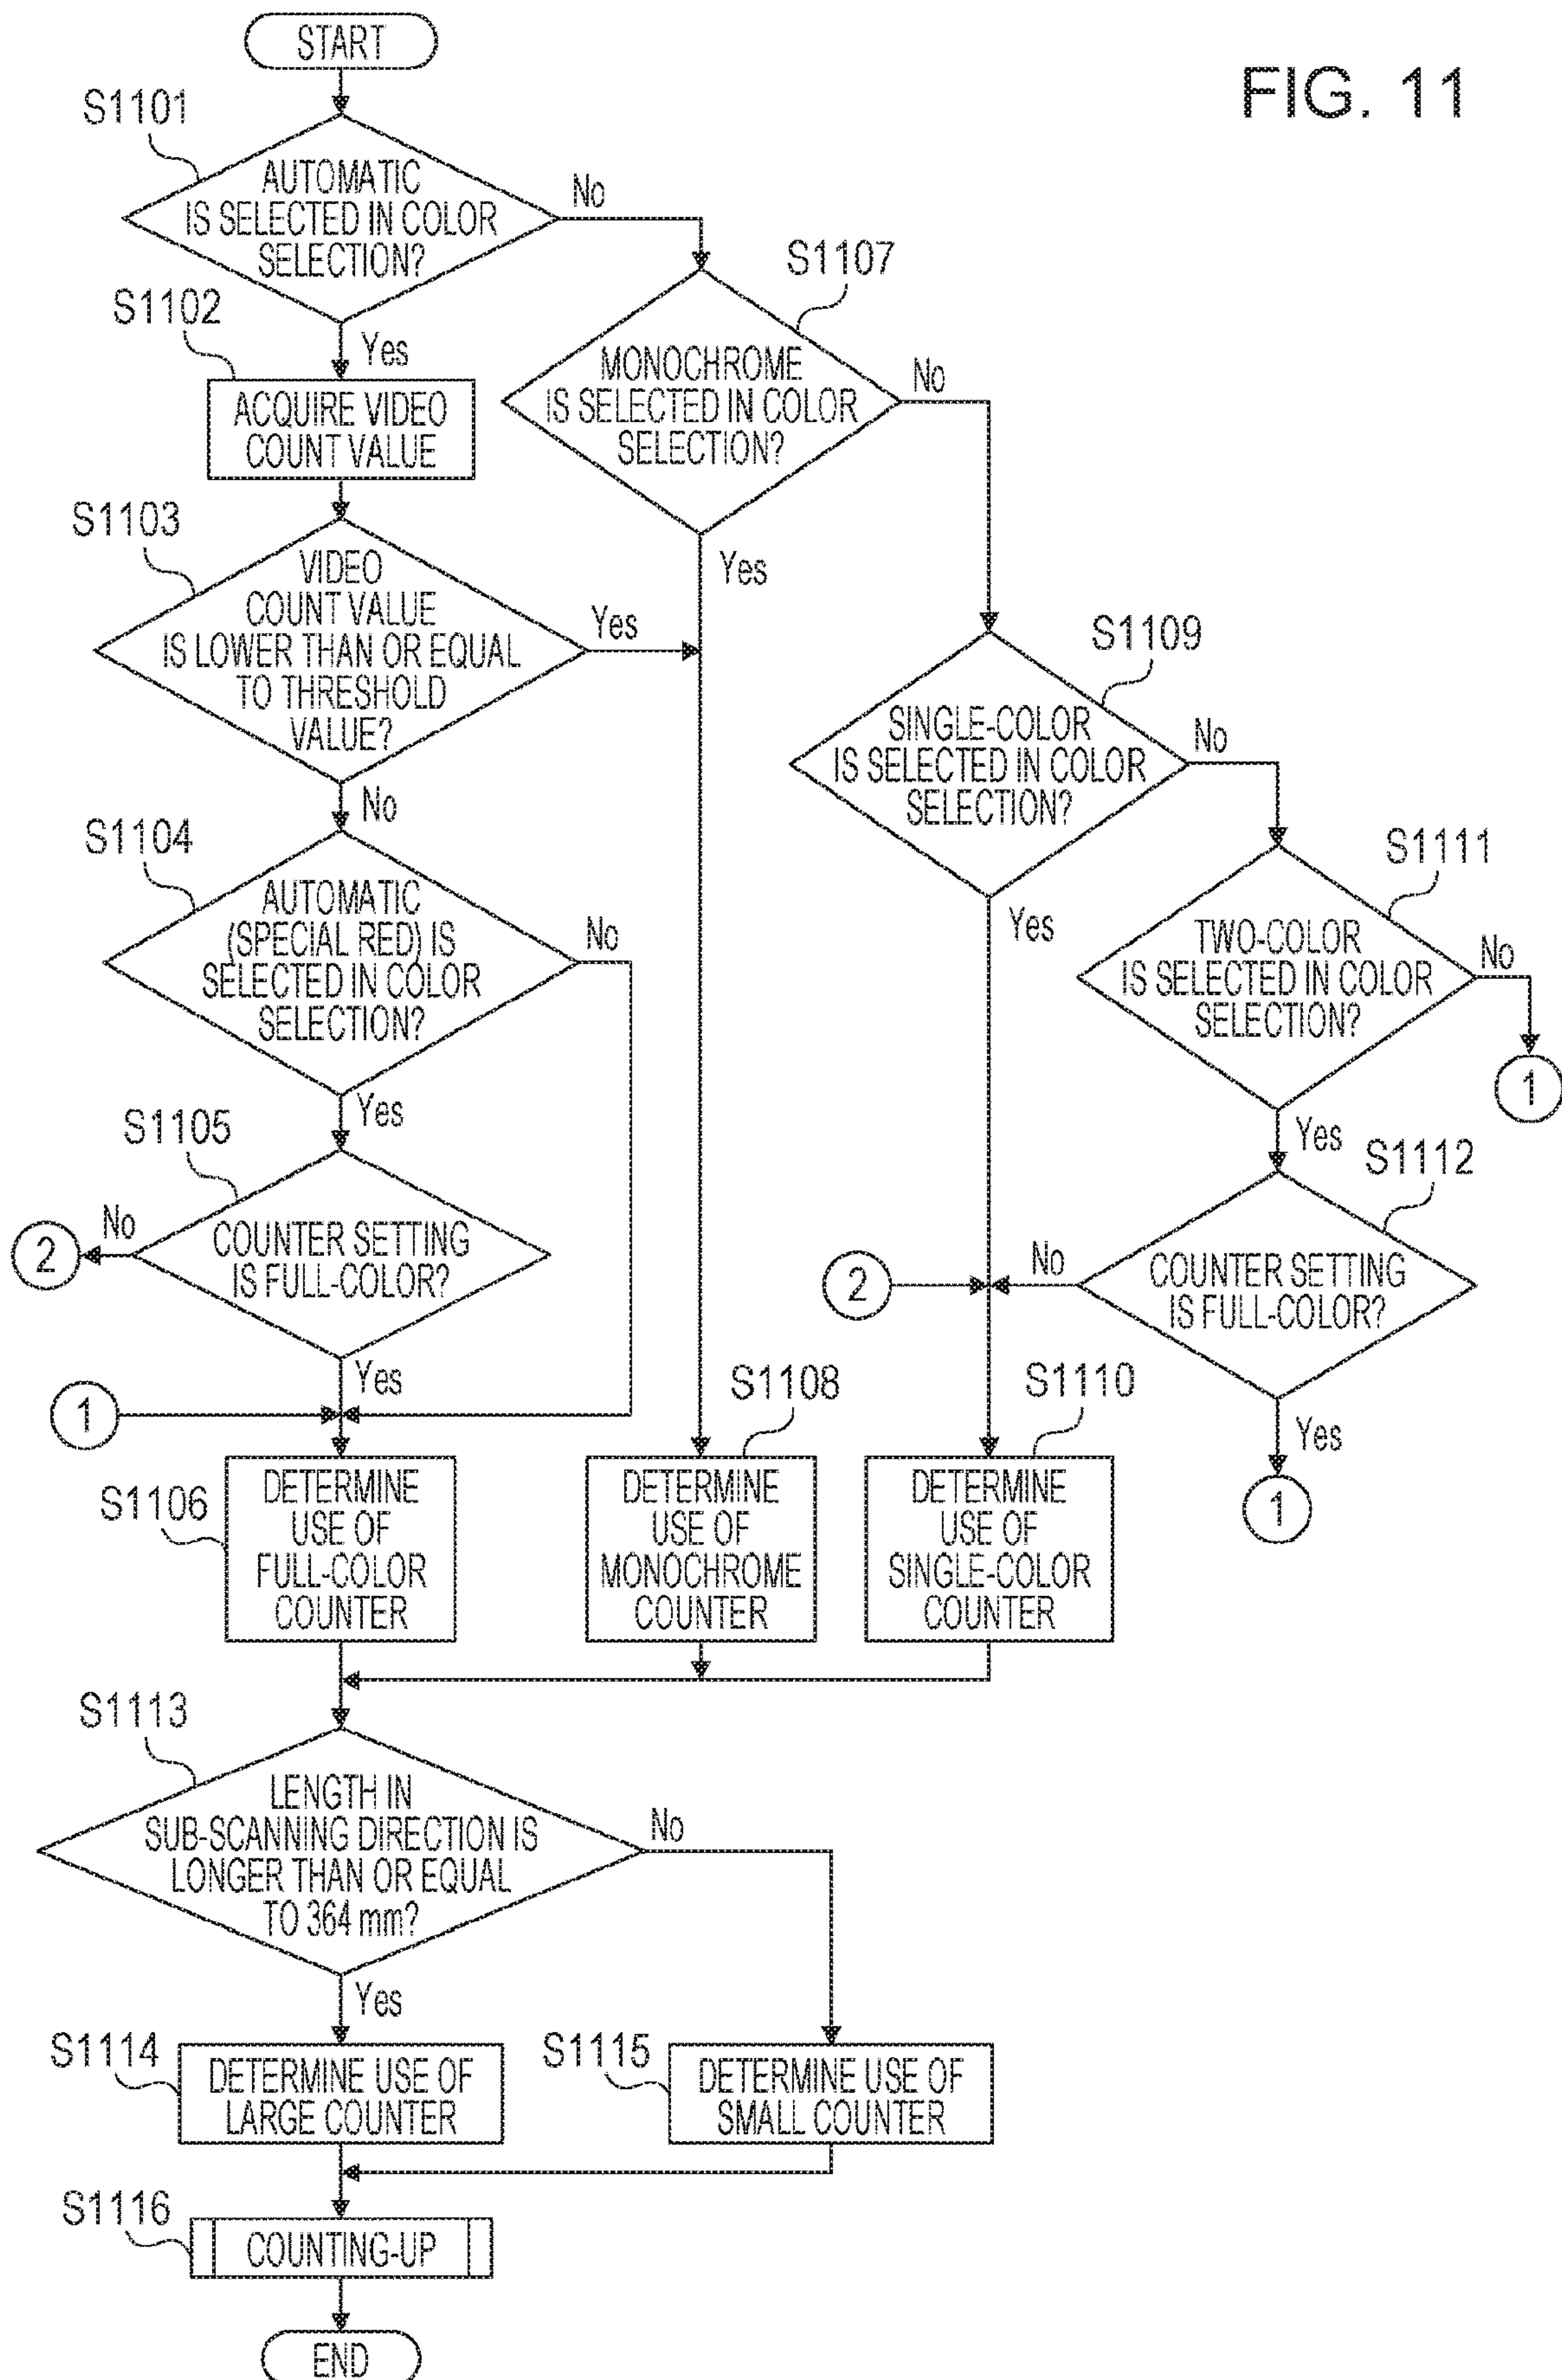 START
FIG. 11
S1101
AUTOMATIC
IS SELECTED IN COLOR
SELECTION?
No
Yes
S1102
ACQUIRE VIDEO
COUNT VALUE
S1107
MONOCHROME
IS SELECTED IN COLOR
SELECTION?
No
Yes
S1103
VIDEO
COUNT VALUE
IS LOWER THAN OR EQUAL
TO THRESHOLD
VALUE?
Yes
No
S1109
SINGLE-COLOR
IS SELECTED IN COLOR
SELECTION?
No
Yes
S1104
AUTOMATIC
(SPECIAL RED) IS
SELECTED IN COLOR
SELECTION?
No
Yes
S1111
TWO-COLOR
IS SELECTED IN COLOR
SELECTION?
No
1
Yes
S1105
COUNTER SETTING
IS FULL-COLOR?
No
2
Yes
1
S1112
COUNTER SETTING
IS FULL-COLOR?
No
2
Yes
1
S1106
DETERMINE
USE OF
FULL-COLOR
COUNTER
S1108
DETERMINE
USE OF
MONOCHROME
COUNTER
S1110
DETERMINE
USE OF
SINGLE-COLOR
COUNTER
S1113
LENGTH IN
SUB-SCANNING DIRECTION IS
LONGER THAN OR EQUAL
TO 364 mm?
No
Yes
S1114
DETERMINE USE OF
LARGE COUNTER
S1115
DETERMINE USE OF
SMALL COUNTER
S1116
COUNTING-UP
END